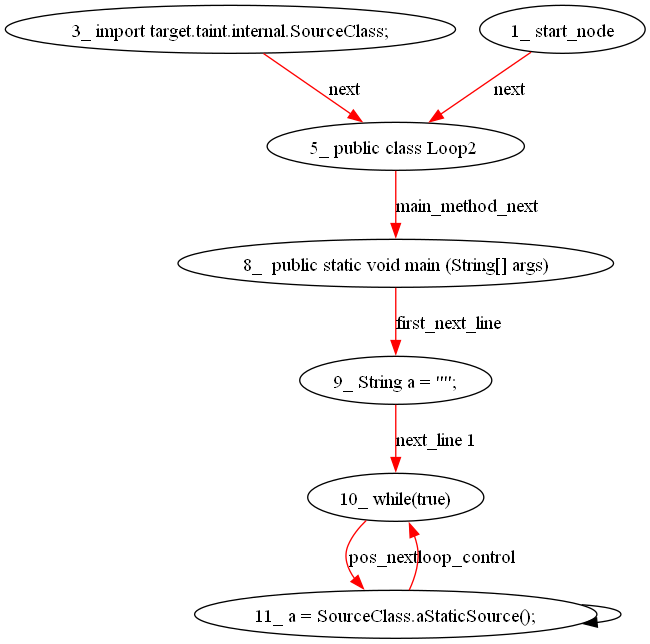 3_ import target.taint.internal.SourceClass;
1_ start_node
next
next
5_ public class Loop2
main_method_next
8_  public static void main (String[] args)
first_next_line
9_ String a = "";
next_line 1
10_ while(true)
pos_next
loop_control
11_ a = SourceClass.aStaticSource();